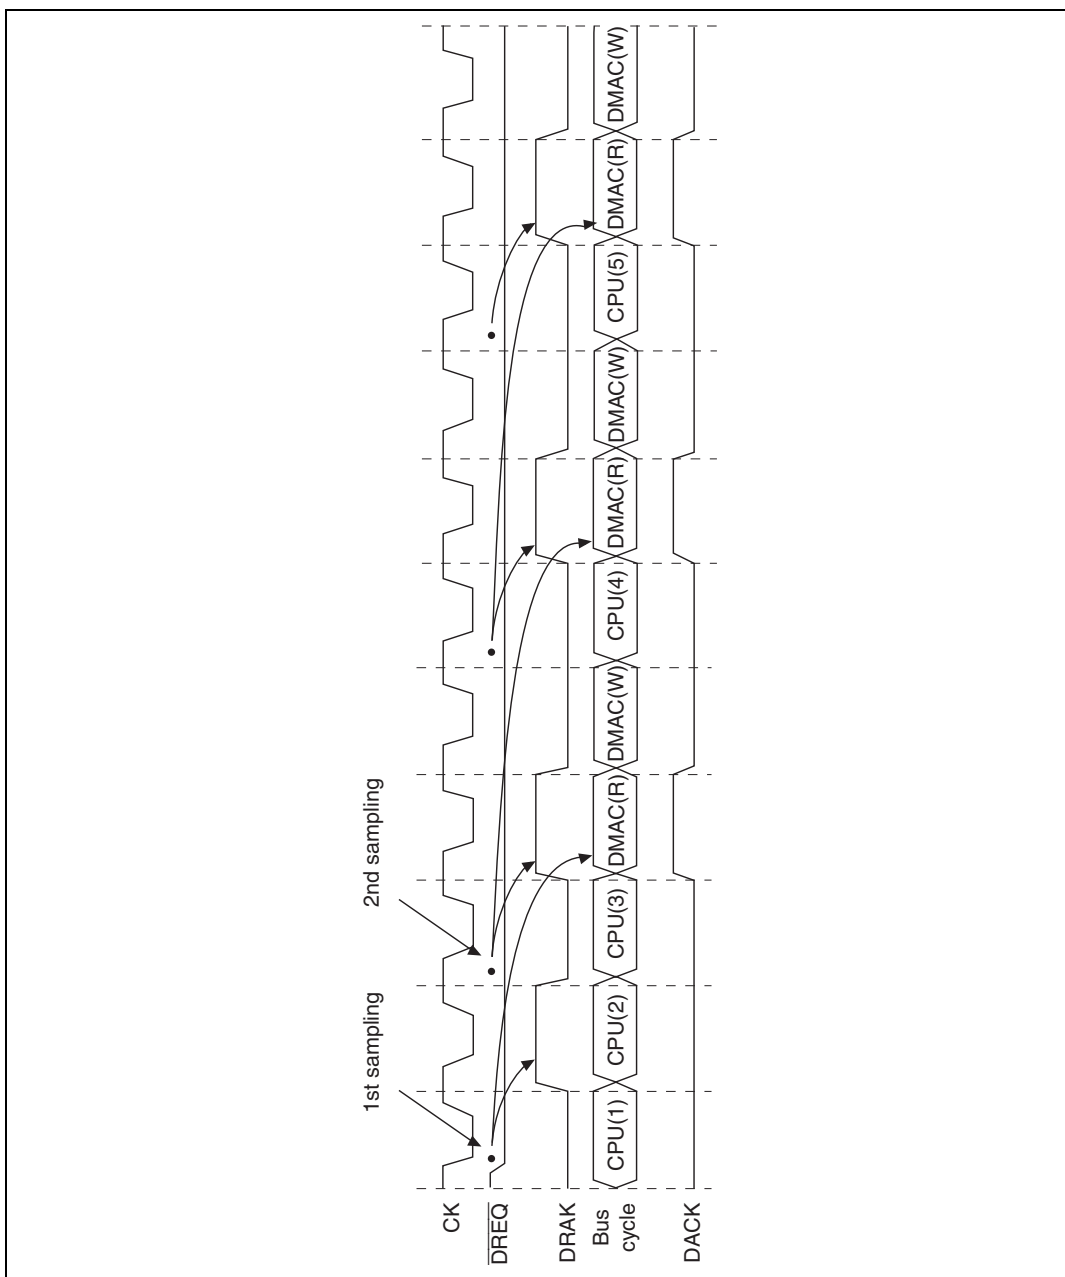 1st sampling
2nd sampling
CK
DREQ
DRAK
Bus
cycle
CPU(1)
CPU(2)
CPU(3)
DMAC(R)
DMAC(W)
CPU(4)
DMAC(R)
DMAC(W)
CPU(5)
DMAC(R)
DMAC(W)
DACK